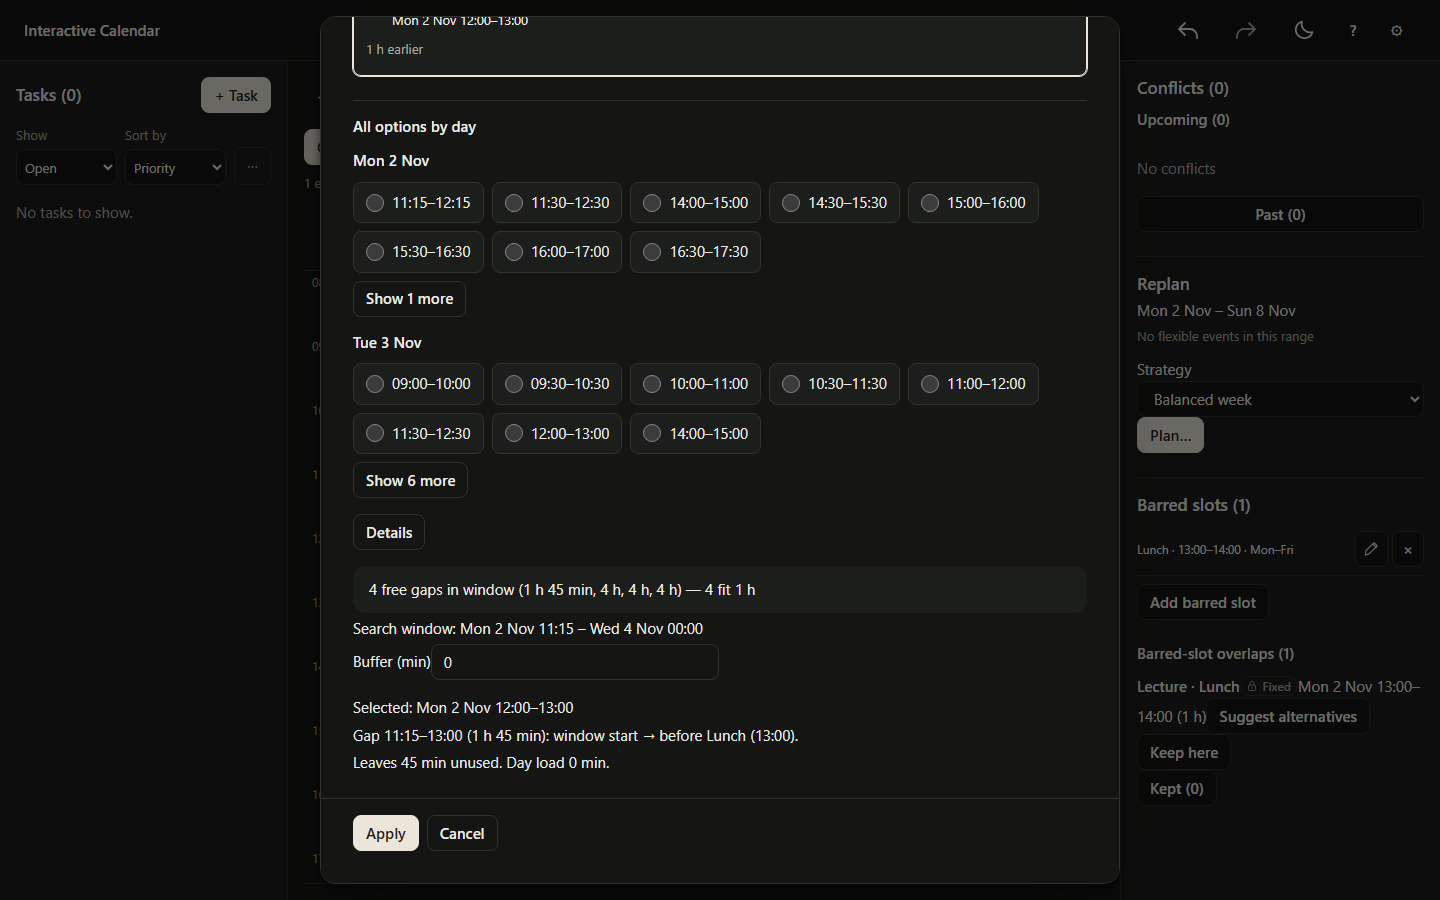 Interactive Calendar
?
Tasks (0)
+ Task
Show
Sort by
Open
Priority
...
No tasks to show.
Mon 2 Nov 12:00–13:00
1 h earlier
All options by day
Mon 2 Nov
11:15–12:15
11:30–12:30
14:00–15:00
14:30–15:30
15:00–16:00
15:30–16:30
16:00–17:00
16:30–17:30
Show 1 more
Tue 3 Nov
09:00–10:00
09:30–10:30
10:00–11:00
10:30–11:30
11:00–12:00
11:30–12:30
12:00–13:00
14:00–15:00
Show 6 more
Details
4 free gaps in window (1 h 45 min, 4 h, 4 h, 4 h) — 4 fit 1 h
Search window: Mon 2 Nov 11:15 – Wed 4 Nov 00:00
Buffer (min)
0
Selected: Mon 2 Nov 12:00–13:00
Gap 11:15–13:00 (1 h 45 min): window start → before Lunch (13:00).
Leaves 45 min unused. Day load 0 min.
Apply
Cancel
Conflicts (0)
Upcoming (0)
No conflicts
Past (0)
Replan
Mon 2 Nov – Sun 8 Nov
No flexible events in this range
Strategy
Balanced week
Plan...
Barred slots (1)
Lunch · 13:00–14:00 · Mon–Fri
×
Add barred slot
Barred-slot overlaps (1)
Lecture · Lunch Fixed Mon 2 Nov 13:00–
14:00 (1 h) Suggest alternatives
Keep here
Kept (0)